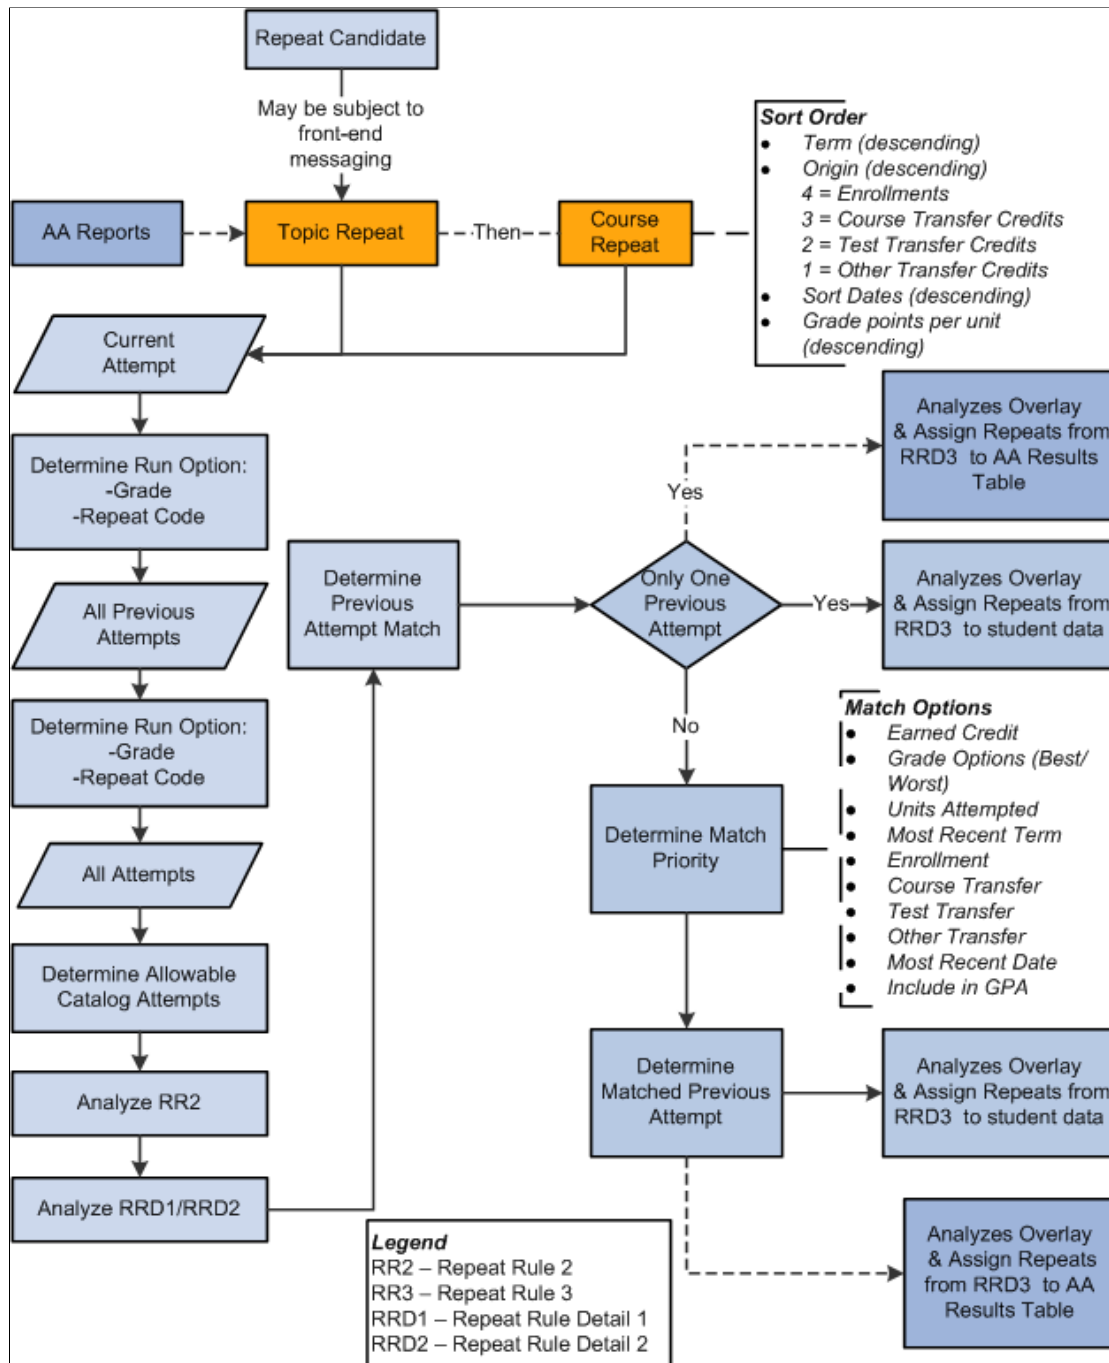 Repeat Candidate
May be subject to
front-end
messaging
AA Reports
Topic Repeat
Then
Course
Repeat
Sort Order
● Term (descending)
● Origin (descending)
4 = Enrollments
3 = Course Transfer Credits
2 = Test Transfer Credits
1 = Other Transfer Credits
● Sort Dates (descending)
● Grade points per unit
(descending)
Current
Attempt
Determine Run Option:
-Grade
-Repeat Code
All Previous
Attempts
Determine Run Option:
-Grade
-Repeat Code
All Attempts
Determine Allowable
Catalog Attempts
Analyze RR2
Analyze RRD1/RRD2
Determine
Previous
Attempt Match
Only One
Previous
Attempt
Yes
Analyzes Overlay
& Assign Repeats from
RRD3 to AA Results
Table
Yes
Analyzes Overlay
& Assign Repeats from
RRD3 to student data
No
Determine Match
Priority
Match Options
● Earned Credit
● Grade Options (Best/
Worst)
● Units Attempted
● Most Recent Term
● Enrollment
● Course Transfer
● Test Transfer
● Other Transfer
● Most Recent Date
● Include in GPA
Determine
Matched Previous
Attempt
Analyzes Overlay
& Assign Repeats from
RRD3 to student data
Analyzes Overlay
& Assign Repeats
from RRD3 to AA
Results Table
Legend
RR2 – Repeat Rule 2
RR3 – Repeat Rule 3
RRD1 – Repeat Rule Detail 1
RRD2 – Repeat Rule Detail 2